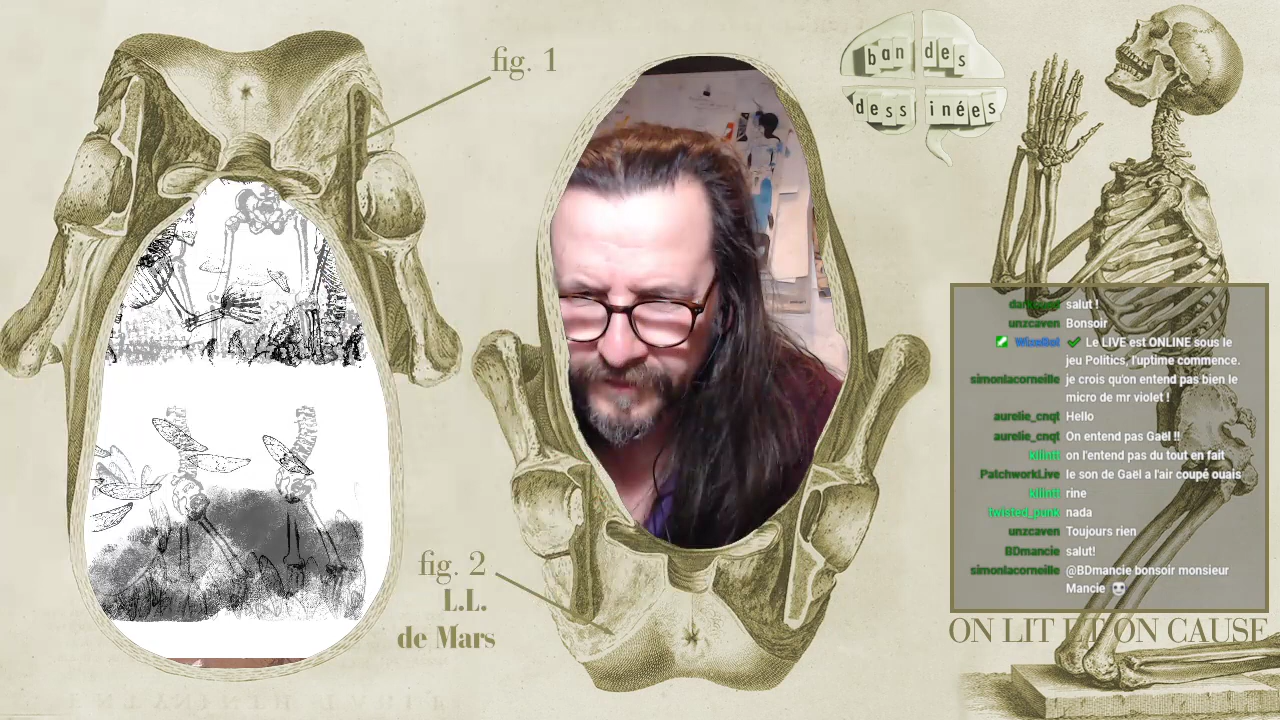 fig. 1
ban des
dess inées
salut !
unzcaven Bonsoir
WizeBot Le LIVE est ONLINE sous le
jeu Politics, l'uptime commence.
simonlacorneille je crois qu'on entend pas bien le
micro de mr violet !
aurelie_cnqt Hello
aurelie_cnqt On entend pas Gaël !!
on l'entend pas du tout en fait
PatchworkLive le son de Gaël a l'air coupé ouais
rine
twisted_punk nada
unzcaven Toujours rien
BDmancie salut!
simonlacorneille @BDmancie bonsoir monsieur
Mancie
fig. 2
L.L.
de Mars
ON LIT ET ON CAUSE